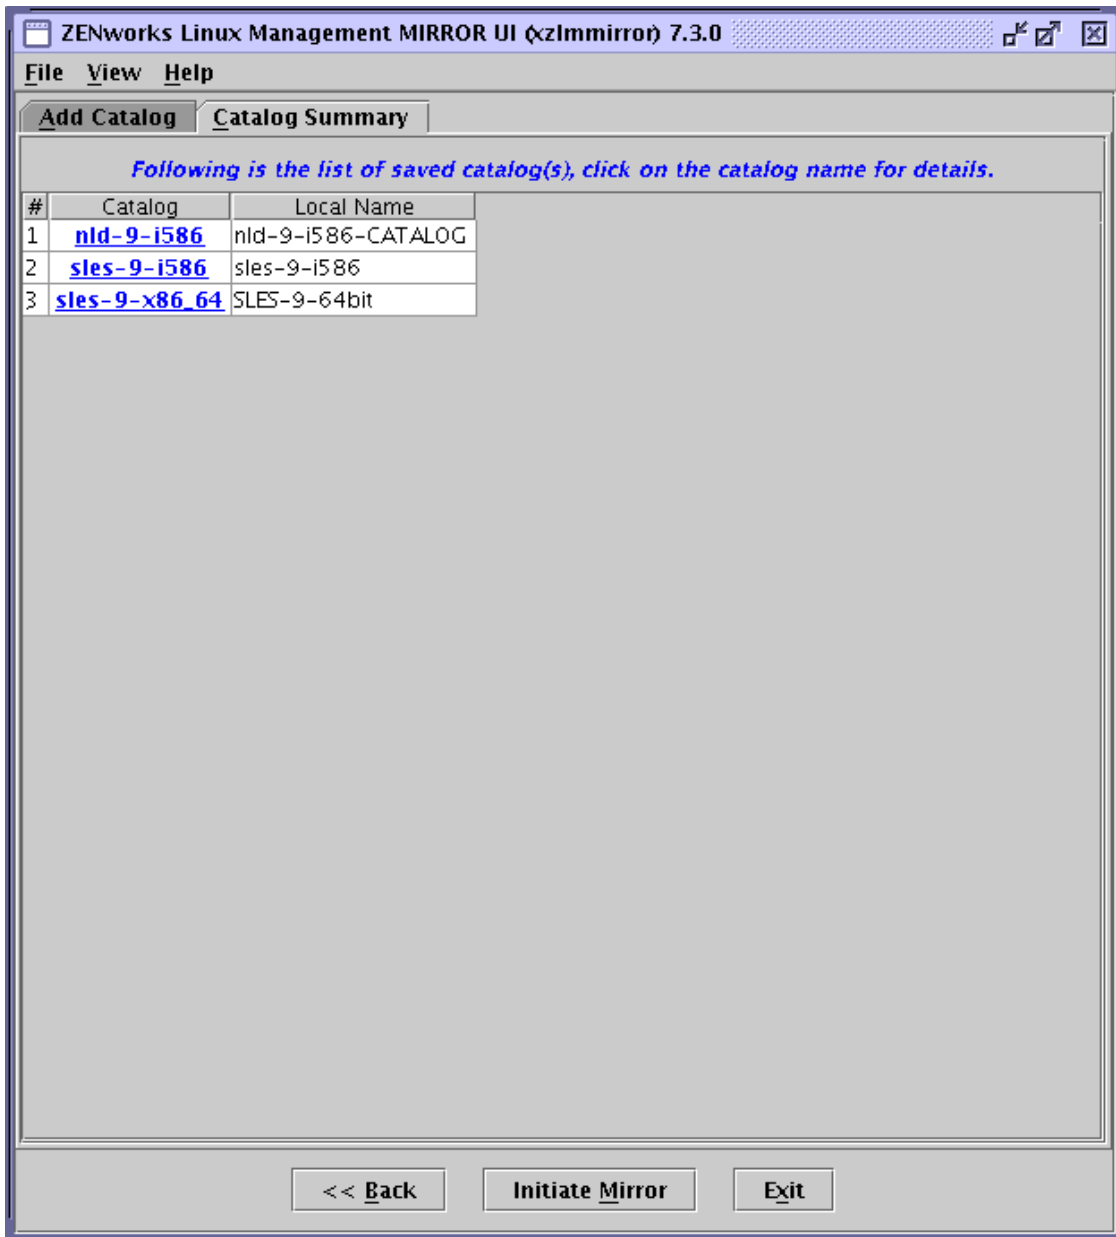 ZENworks Linux Management MIRROR UI (xzlmmirror) 7.3.0
File View Help
Add Catalog Catalog Summary
Following is the list of saved catalog(s), click on the catalog name for details.
# Catalog Local Name
1 nld-9-i586 nld-9-i586-CATALOG
2 sles-9-i586 sles-9-i586
3 sles-9-x86_64 SLES-9-64bit
<< Back Initiate Mirror Exit